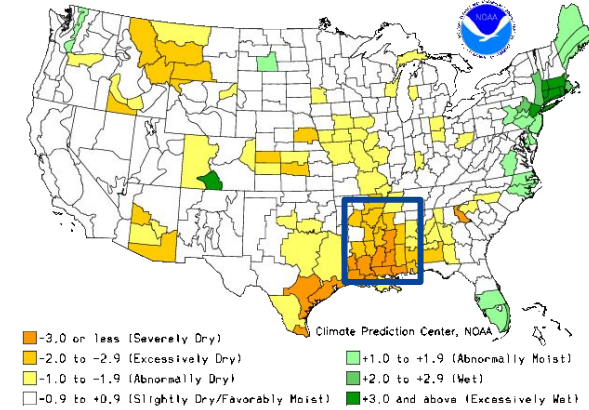 NOAA
Climate Prediction Center, NOAA
-3.0 or less (Severely Dry)
-2.0 to -2.9 (Excessively Dry)
-1.0 to -1.9 (Abnormally Dry)
-0.9 to +0.9 (Slightly Dry/Favorably Moist)
+1.0 to +1.9 (Abnormally Moist)
+2.0 to +2.9 (Wet)
+3.0 and above (Excessively Wet)